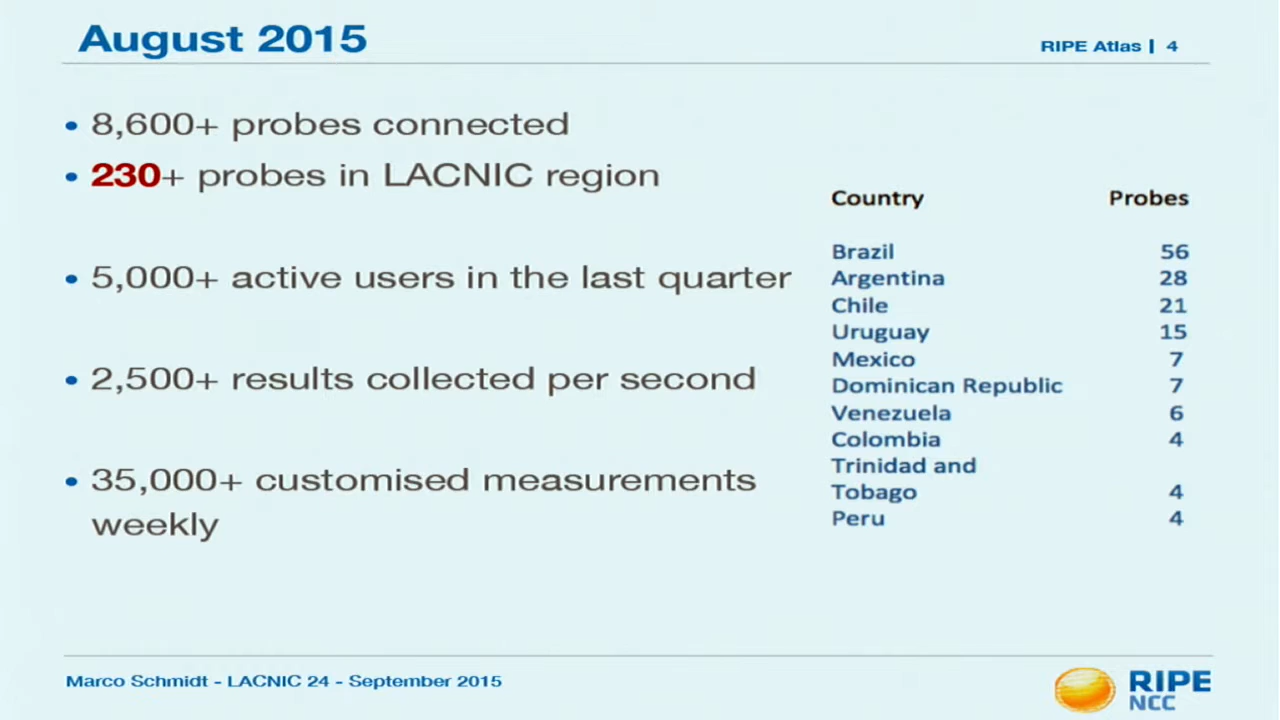 August 2015
RIPE Atlas | 4
• 8,600+ probes connected
• 230+ probes in LACNIC region
• 5,000+ active users in the last quarter
• 2,500+ results collected per second
• 35,000+ customised measurements
weekly
Country Probes
Brazil 56
Argentina 28
Chile 21
Uruguay 15
Mexico 7
Dominican Republic 7
Venezuela 6
Colombia 4
Trinidad and
Tobago 4
Peru 4
Marco Schmidt - LACNIC 24 - September 2015
RIPE
NCC